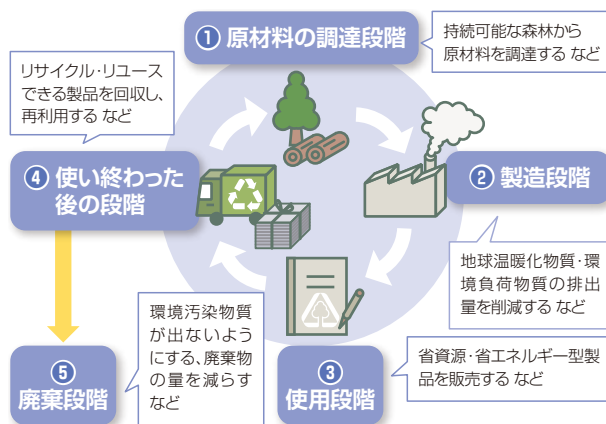 ① 原材料の調達段階
持続可能な森林から
原材料を調達する など
② 製造段階
地球温暖化物質・環
境負荷物質の排出
量を削減する など
③
使用段階
省資源・省エネルギー型製
品を販売する など
④ 使い終わった
後の段階
リサイクル・リユース
できる製品を回収し、
再利用する など
⑤
廃棄段階
環境汚染物質
が出ないよう
にする、廃棄物
の量を減らす
など